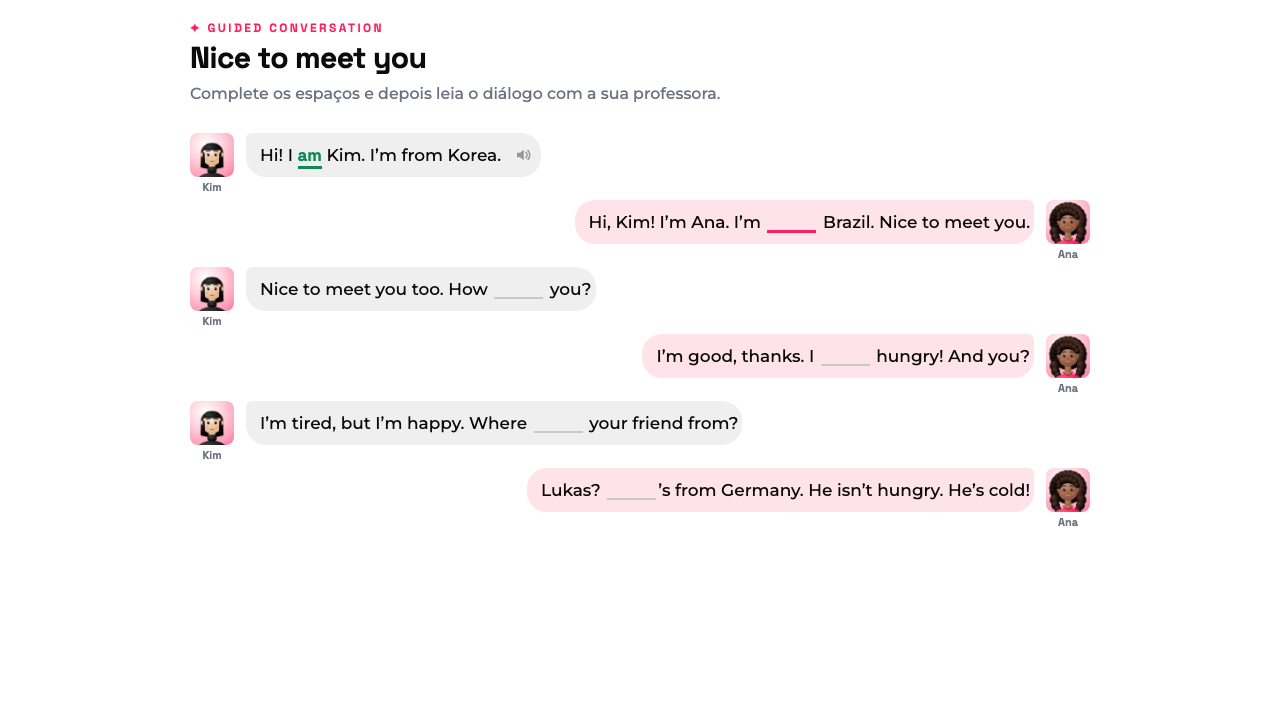 ✦ GUIDED CONVERSATION
Nice to meet you
Complete os espaços e depois leia o diálogo com a sua professora.
Hi! I am Kim. I’m from Korea.
Kim
Hi, Kim! I’m Ana. I’m _____ Brazil. Nice to meet you.
Ana
Nice to meet you too. How _____ you?
Kim
I’m good, thanks. I _____ hungry! And you?
Ana
I’m tired, but I’m happy. Where _____ your friend from?
Kim
Lukas? _____’s from Germany. He isn’t hungry. He’s cold!
Ana